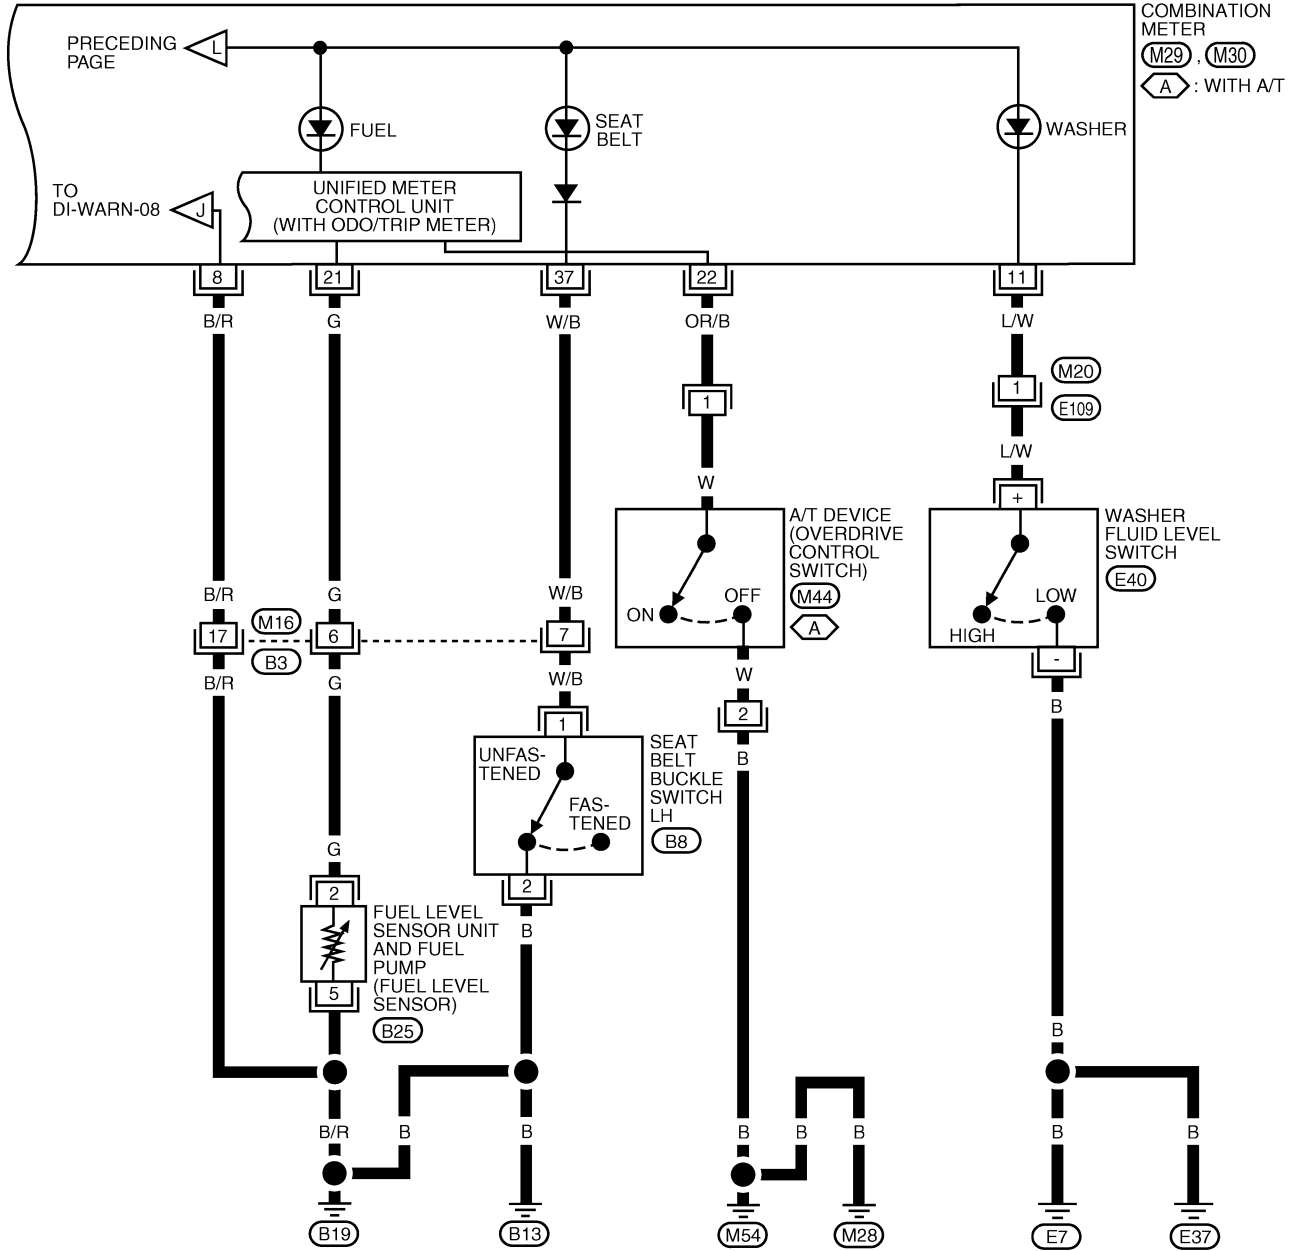 COMBINATION
METER
M29 , M30
A : WITH A/T
PRECEDING
PAGE
L
FUEL
SEAT
BELT
WASHER
TO
DI-WARN-08
J
UNIFIED METER
CONTROL UNIT
(WITH ODO/TRIP METER)
8
21
37
22
11
B/R
G
W/B
OR/B
L/W
1
1
M20
E109
L/W
W
+
A/T DEVICE
(OVERDRIVE
CONTROL
SWITCH)
M44
A
ON
OFF
WASHER
FLUID LEVEL
SWITCH
E40
LOW
HIGH
B/R
G
W/B
17
M16
B3
6
7
-
B/R
G
W/B
W
B
1
2
B
UNFAS-
TENED
FAS-
TENED
SEAT
BELT
BUCKLE
SWITCH
LH
B8
G
2
2
FUEL LEVEL
SENSOR UNIT
AND FUEL
PUMP
(FUEL LEVEL
SENSOR)
B25
5
B
B
B/R
B
B
B
B
B
B
B
B19
B13
M54
M28
E7
E37